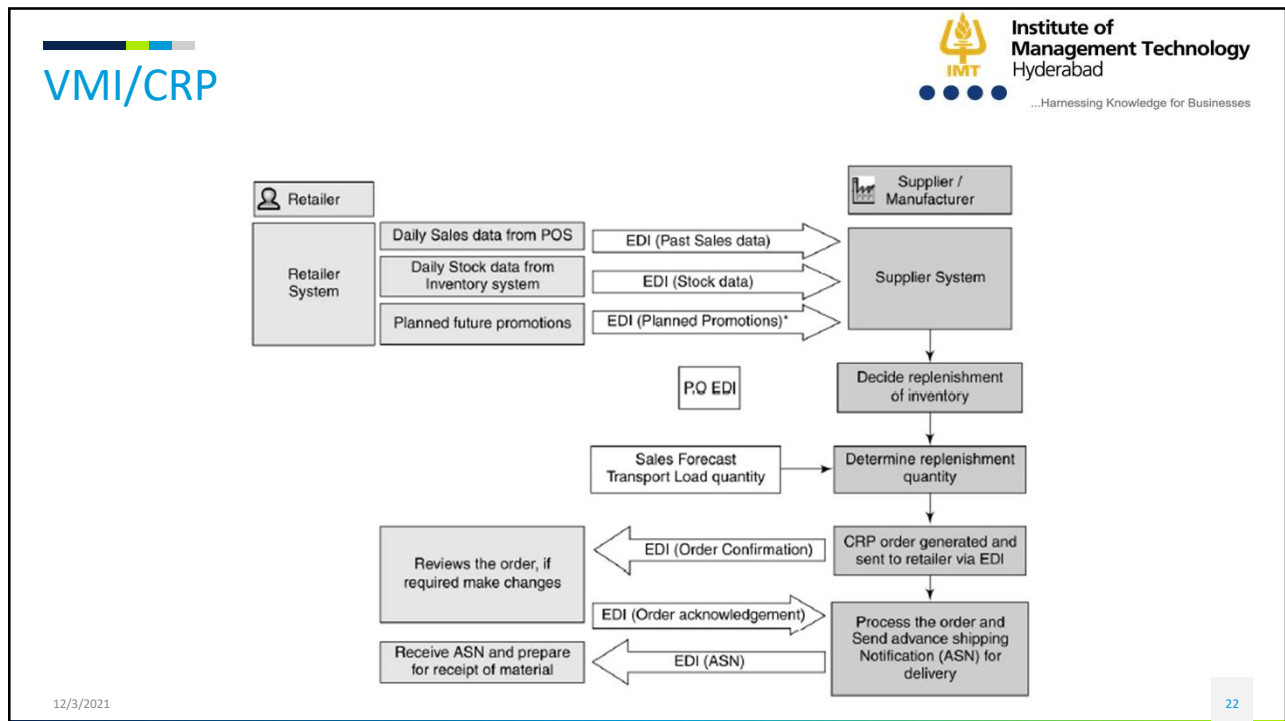 VMI/CRP
IMT
Institute of
Management Technology
Hyderabad
...Harnessing Knowledge for Businesses
Retailer
Supplier /
Manufacturer
Retailer
System
Daily Sales data from POS
EDI (Past Sales data)
Daily Stock data from
Inventory system
EDI (Stock data)
Planned future promotions
EDI (Planned Promotions)*
Supplier System
P.O EDI
Decide replenishment
of inventory
Sales Forecast
Transport Load quantity
Determine replenishment
quantity
CRP order generated and
sent to retailer via EDI
EDI (Order Confirmation)
Reviews the order, if
required make changes
EDI (Order acknowledgement)
Process the order and
Send advance shipping
Notification (ASN) for
delivery
EDI (ASN)
Receive ASN and prepare
for receipt of material
12/3/2021
22